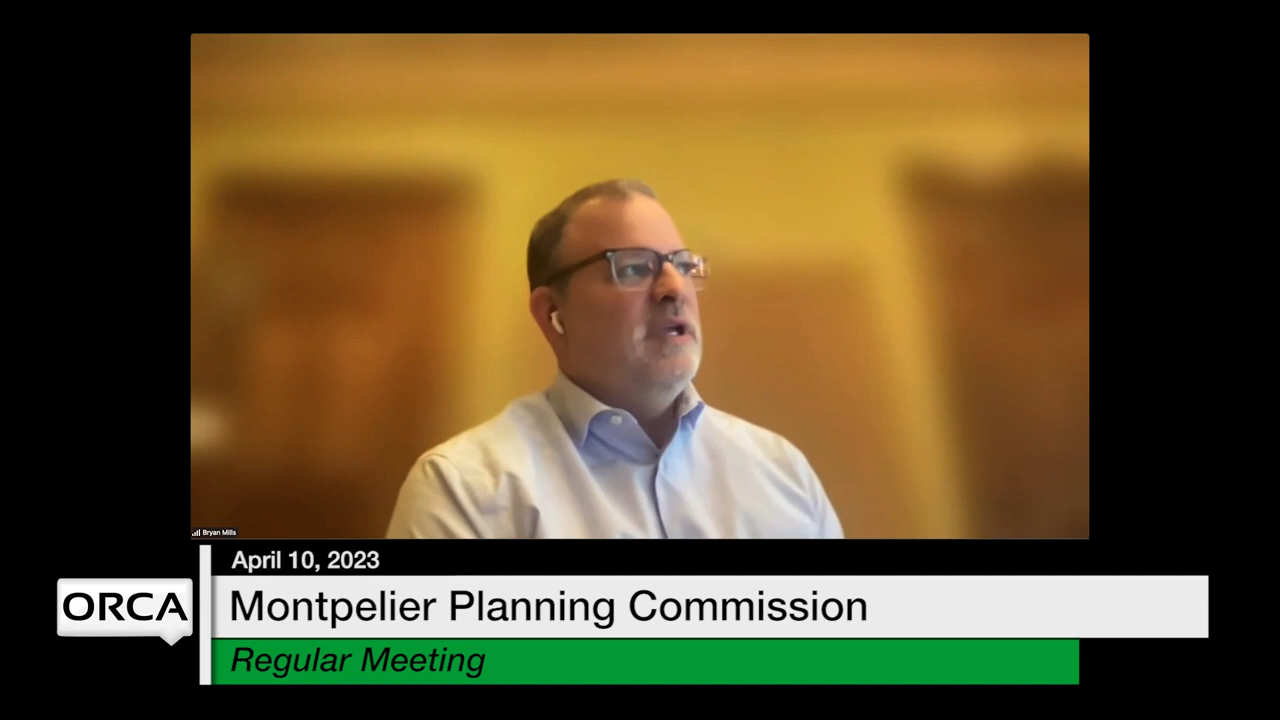 Bryan Mills
April 10, 2023
ORCA
Montpelier Planning Commission
Regular Meeting